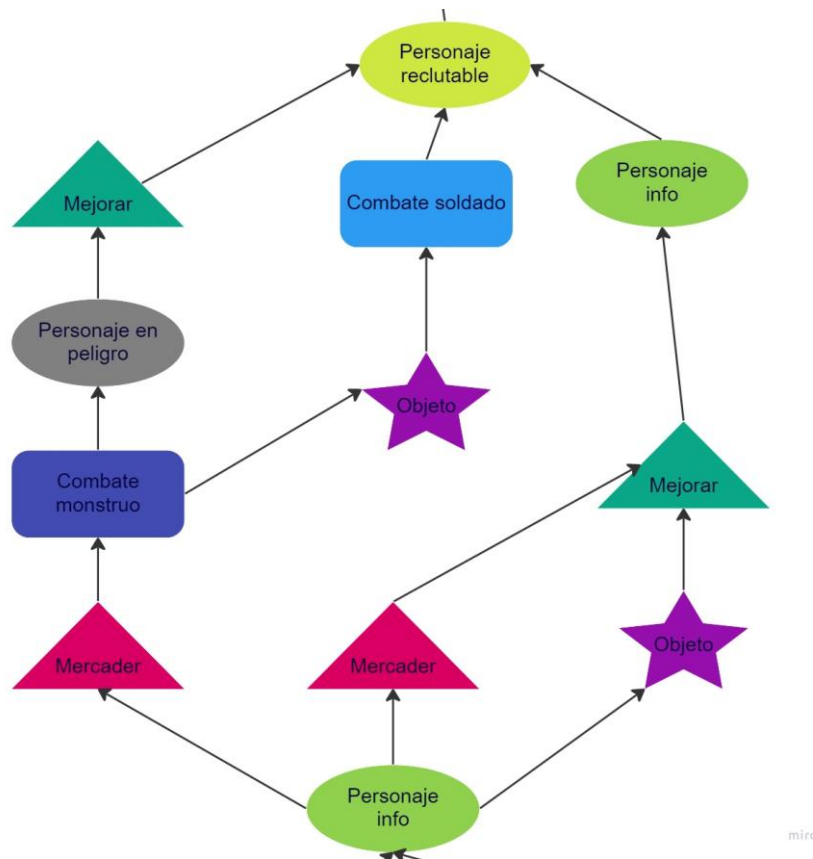 Personaje
reclutable
Mejorar
Combate soldado
Personaje
info
Personaje en
peligro
Objeto
Combate
monstruo
Mejorar
Mercader
Mercader
Objeto
Personaje
info